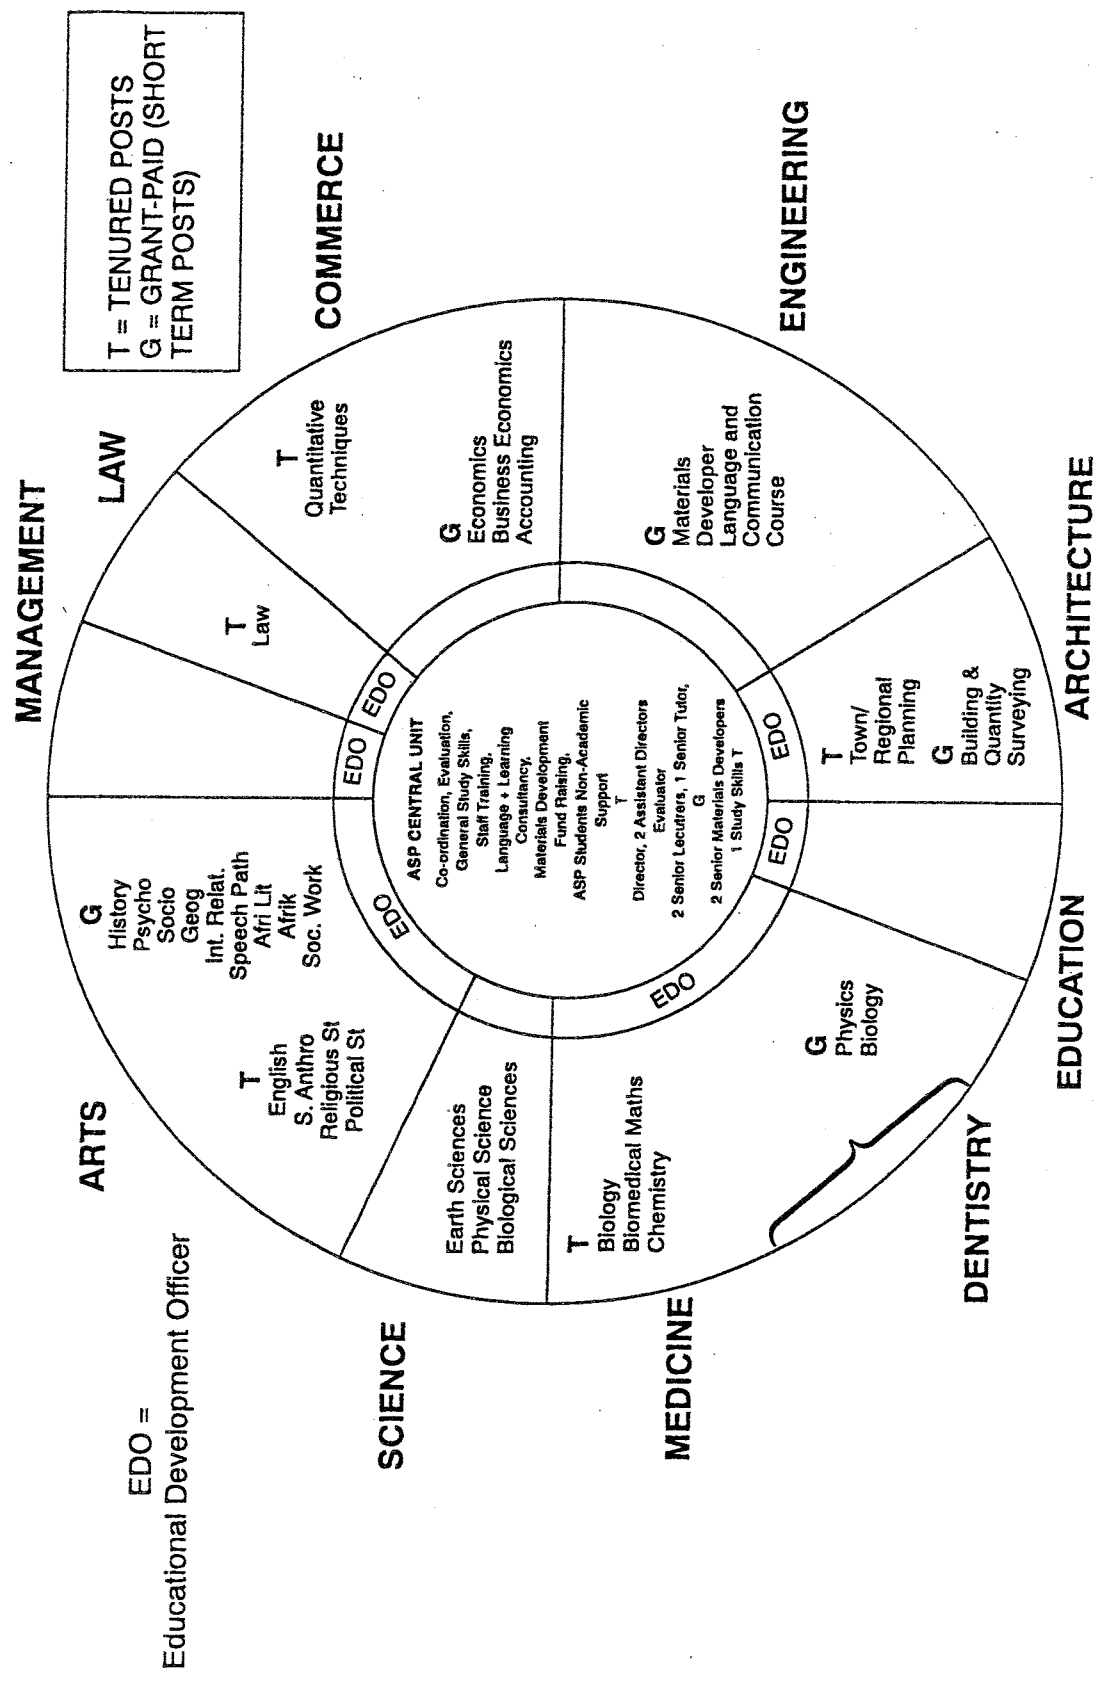 EDO =
Educational Development Officer
T = TENURED POSTS
G = GRANT-PAID (SHORT
TERM POSTS)
MANAGEMENT
LAW
T
Law
COMMERCE
T
Quantitative
Techniques
G
Economics
Business Economics
Accounting
ENGINEERING
G
Materials
Developer
Language and
Communication
Course
ARCHITECTURE
T
Town/
Regional
Planning
G
Building &
Quantity
Surveying
EDUCATION
DENTISTRY
G
Physics
Biology
MEDICINE
T
Biology
Biomedical Maths
Chemistry
SCIENCE
Earth Sciences
Physical Science
Biological Sciences
ARTS
T
English
S. Anthro
Religious St
Political St
G
History
Psycho
Socio
Geog
Int. Relat.
Speech Path
Afri Lit
Afrik
Soc. Work
EDO
EDO
EDO
EDO
EDO
EDO
ASP CENTRAL UNIT
Co-ordination, Evaluation,
General Study Skills,
Staff Training,
Language + Learning
Consultancy,
Materials Development
Fund Raising,
ASP Students Non-Academic
Support
T
Director, 2 Assistant Directors
Evaluator
2 Senior Lecutrers, 1 Senior Tutor,
G
2 Senior Materials Developers
1 Study Skills T